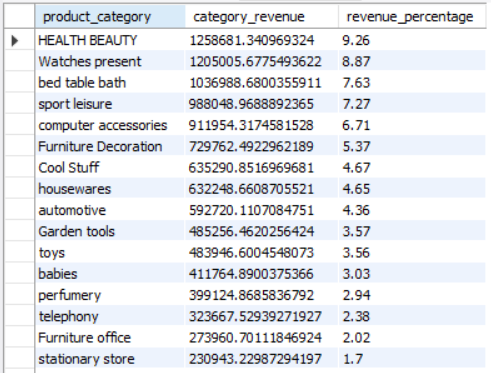 product_category category_revenue revenue_percentage
HEALTH BEAUTY 1258681.340969324 9.26
Watches present 1205005.6775493622 8.87
bed table bath 1036988.6800355911 7.63
sport leisure 988048.9688892365 7.27
computer accessories 911954.3174581528 6.71
Furniture Decoration 729762.4922962189 5.37
Cool Stuff 635290.8516969681 4.67
housewares 632248.6608705521 4.65
automotive 592720.1107084751 4.36
Garden tools 485256.4620256424 3.57
toys 483946.6004548073 3.56
babies 411764.8900375366 3.03
perfumery 399124.8685836792 2.94
telephony 323667.52939271927 2.38
Furniture office 273960.70111846924 2.02
stationary store 230943.22987294197 1.7